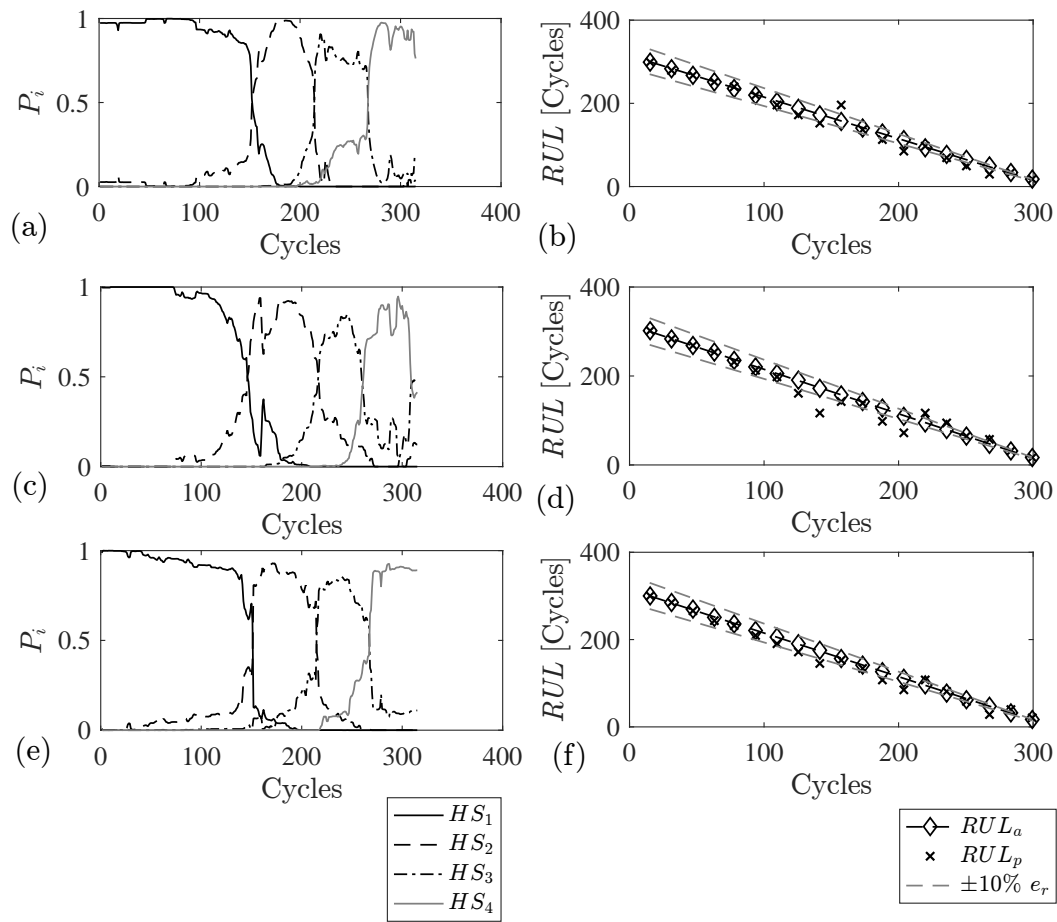 1
0.5
0
P_i
0 100 200 300 400
Cycles
(a)
400
200
0
RUL [Cycles]
0 100 200 300
Cycles
(b)
1
0.5
0
P_i
0 100 200 300 400
Cycles
(c)
400
200
0
RUL [Cycles]
0 100 200 300
Cycles
(d)
1
0.5
0
P_i
0 100 200 300 400
Cycles
(e)
400
200
0
RUL [Cycles]
0 100 200 300
Cycles
(f)
HS_1
HS_2
HS_3
HS_4
RUL_a
RUL_p
±10% e_r